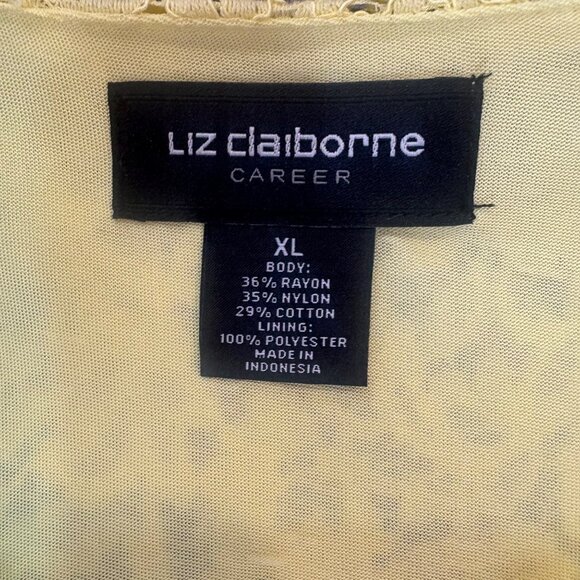 Liz claiborne
CAREER
XL
BODY:
36% RAYON
35% NYLON
29% COTTON
LINING:
100% POLYESTER
MADE IN
INDONESIA